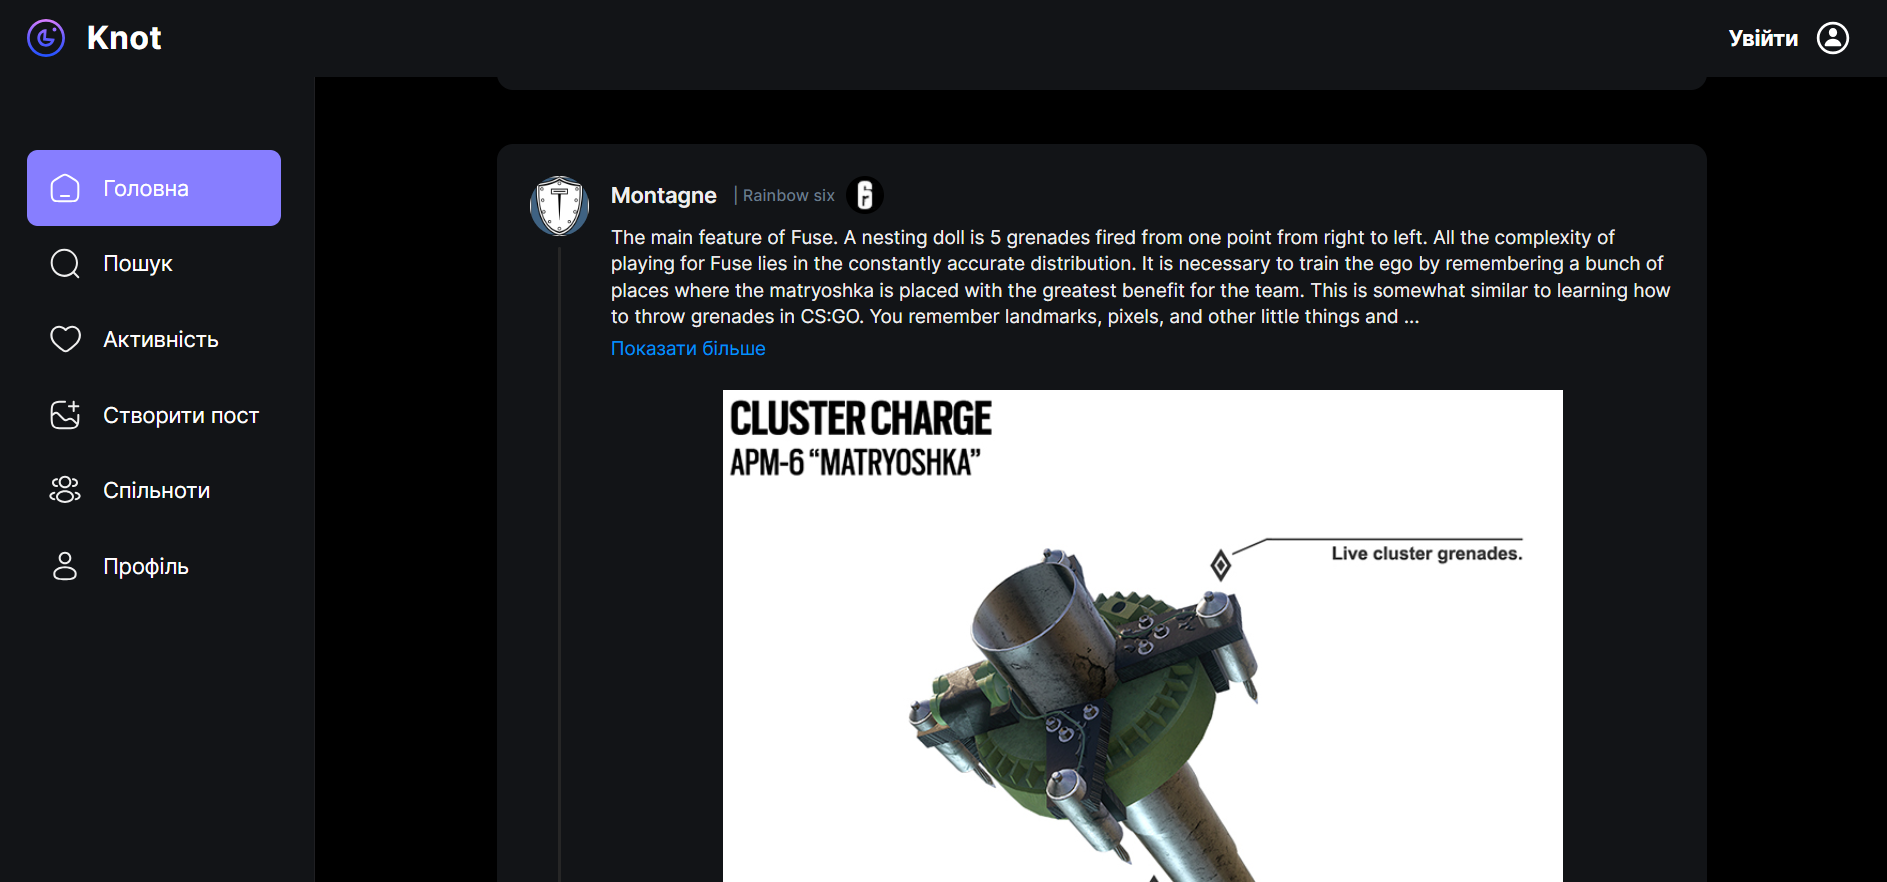 Knot
Увійти
Головна
Пошук
Активність
Створити пост
Спільноти
Профіль
Montagne | Rainbow six
The main feature of Fuse. A nesting doll is 5 grenades fired from one point from right to left. All the complexity of
playing for Fuse lies in the constantly accurate distribution. It is necessary to train the ego by remembering a bunch of
places where the matryoshka is placed with the greatest benefit for the team. This is somewhat similar to learning how
to throw grenades in CS:GO. You remember landmarks, pixels, and other little things and ...
Показати більше
CLUSTER CHARGE
APM-6 “MATRYOSHKA”
Live cluster grenades.